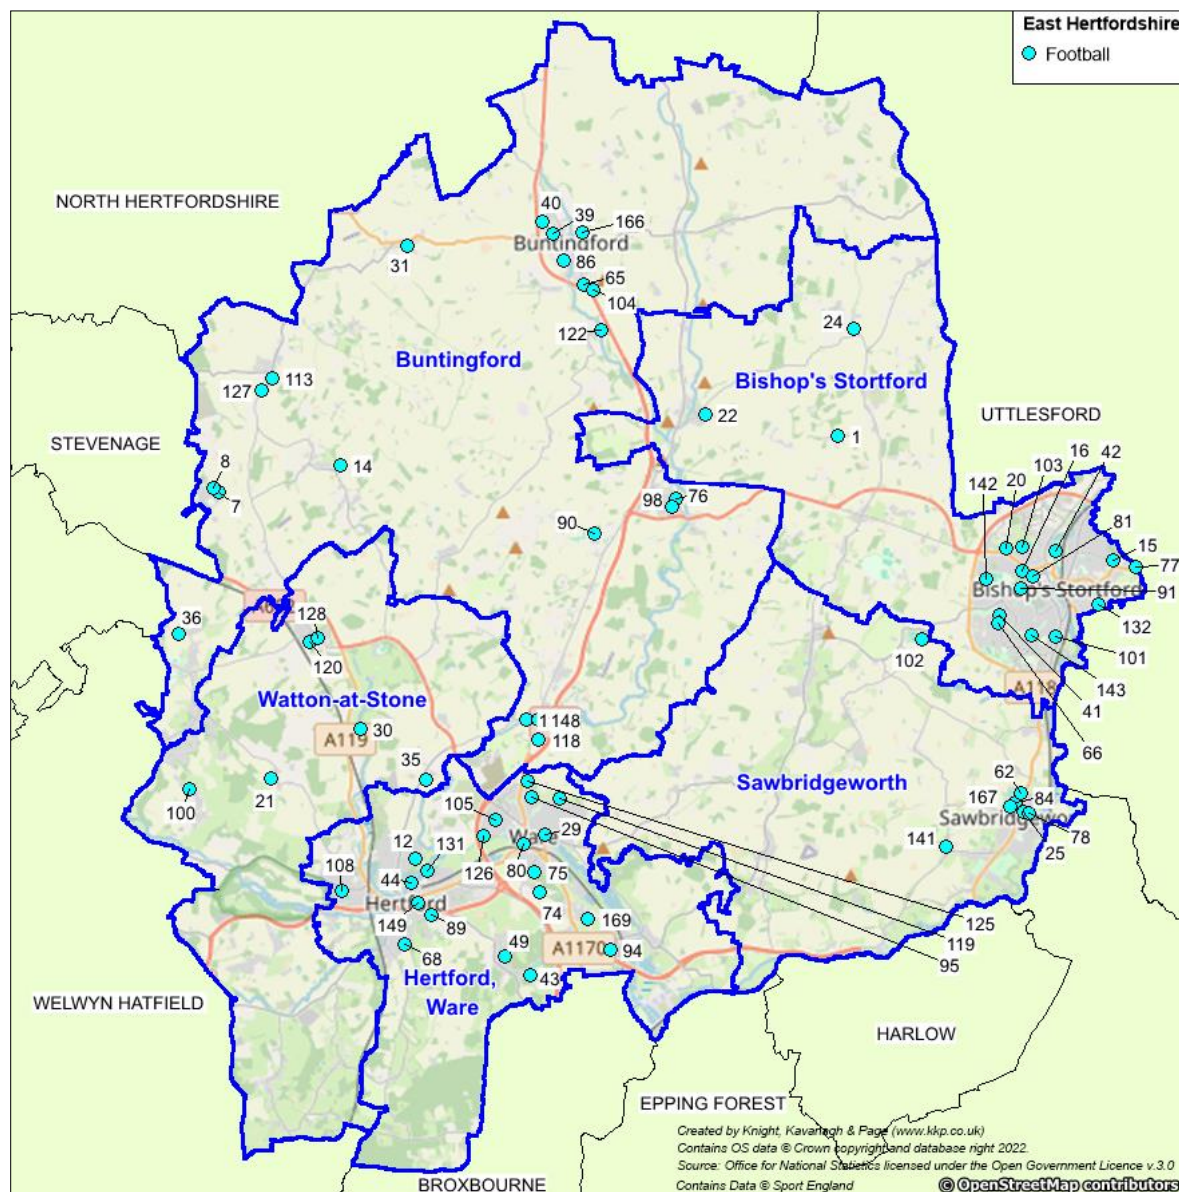 East Hertfordshire
Football
NORTH HERTFORDSHIRE
40
39
166
Buntingford
31
86
65
104
122
24
Buntingford
Bishop's Stortford
113
127
22
1
UTTLESFORD
STEVENAGE
8
7
14
142
20
103
16
42
98
76
81
90
15
77
Bishop's Stortford
91
36
128
120
132
102
101
Watton-at-Stone
A118
143
41
66
30
A119
1
148
118
35
21
100
Sawbridgeworth
62
167
84
Sawbridgewo
78
25
105
Ware
29
141
12
131
126
80
75
108
44
Hertford
74
149
89
169
125
119
95
68
49
A1170
94
43
Hertford,
Ware
WELWYN HATFIELD
HARLOW
EPPING FOREST
BROXBOURNE
Created by Knight, Kavanagh & Page (www.kkp.co.uk)
Contains OS data © Crown copyright and database right 2022.
Source: Office for National Statistics licensed under the Open Government Licence v.3.0
Contains Data © Sport England
© OpenStreetMap contributors